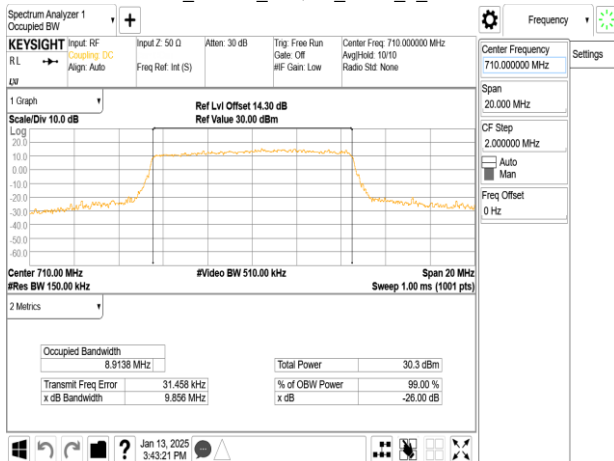 Spectrum Analyzer 1
Occupied BW
Frequency
KEYSIGHT
RL
LXI
Input: RF
Coupling: DC
Align: Auto
Input Z: 50 Ω
Freq Ref: Int (S)
Atten: 30 dB
Trig: Free Run
Gate: Off
#IF Gain: Low
Center Freq: 710.000000 MHz
Avg|Hold: 10/10
Radio Std: None
Center Frequency
710.000000 MHz
Settings
Span
20.000 MHz
CF Step
2.000000 MHz
Auto
Man
Freq Offset
0 Hz
1 Graph
Scale/Div 10.0 dB
Ref Lvl Offset 14.30 dB
Ref Value 30.00 dBm
Log
20.0
10.0
0.00
-10.0
-20.0
-30.0
-40.0
-50.0
-60.0
Center 710.00 MHz
#Video BW 510.00 kHz
Span 20 MHz
#Res BW 150.00 kHz
Sweep 1.00 ms (1001 pts)
2 Metrics
Occupied Bandwidth
8.9138 MHz
Total Power 30.3 dBm
Transmit Freq Error 31.458 kHz
% of OBW Power 99.00 %
x dB Bandwidth 9.856 MHz
x dB -26.00 dB
?
Jan 13, 2025
3:43:21 PM